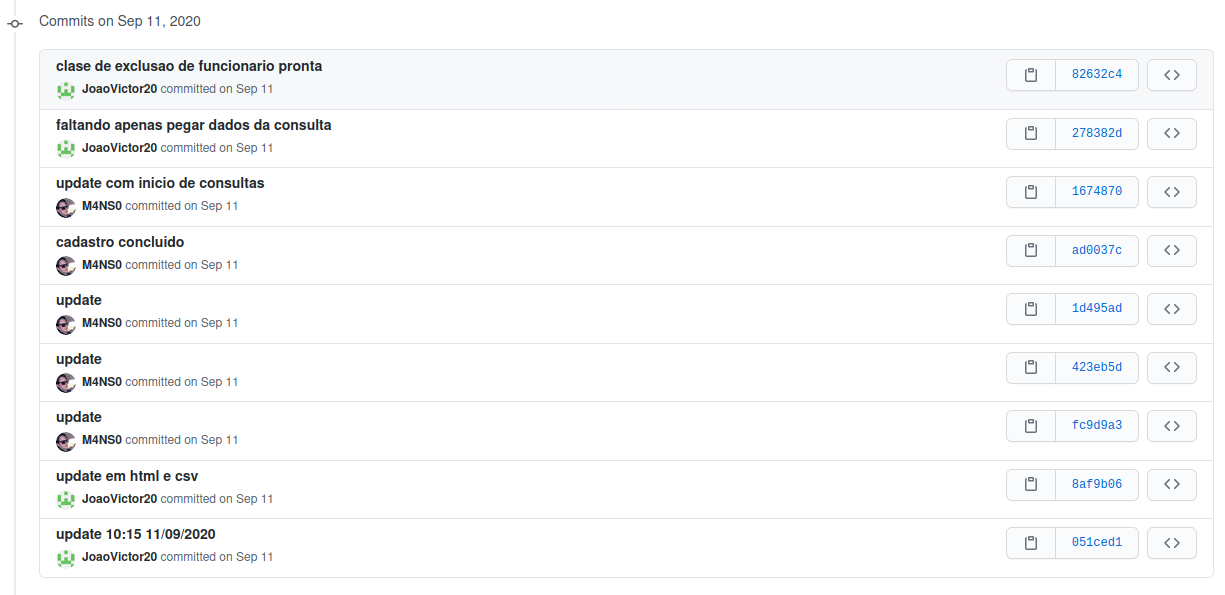 Commits on Sep 11, 2020
clase de exclusao de funcionario pronta
JoaoVictor20 committed on Sep 11
82632c4
faltando apenas pegar dados da consulta
JoaoVictor20 committed on Sep 11
278382d
update com inicio de consultas
M4NS0 committed on Sep 11
1674870
cadastro concluido
M4NS0 committed on Sep 11
ad0037c
update
M4NS0 committed on Sep 11
1d495ad
update
M4NS0 committed on Sep 11
423eb5d
update
M4NS0 committed on Sep 11
fc9d9a3
update em html e csv
JoaoVictor20 committed on Sep 11
8af9b06
update 10:15 11/09/2020
JoaoVictor20 committed on Sep 11
051ced1